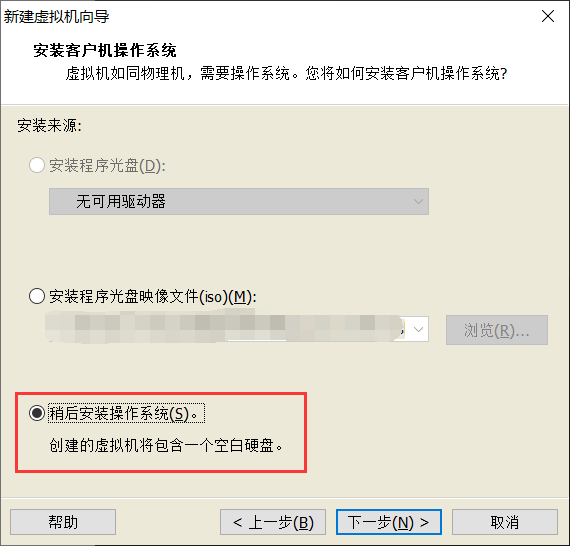 新建虚拟机向导
安装客户机操作系统
虚拟机如同物理机，需要操作系统。您将如何安装客户机操作系统?
安装来源:
安装程序光盘(D):
无可用驱动器
安装程序光盘映像文件(iso)(M):
浏览(R)...
稍后安装操作系统(S)。
创建的虚拟机将包含一个空白硬盘。
帮助
< 上一步(B)
下一步(N) >
取消